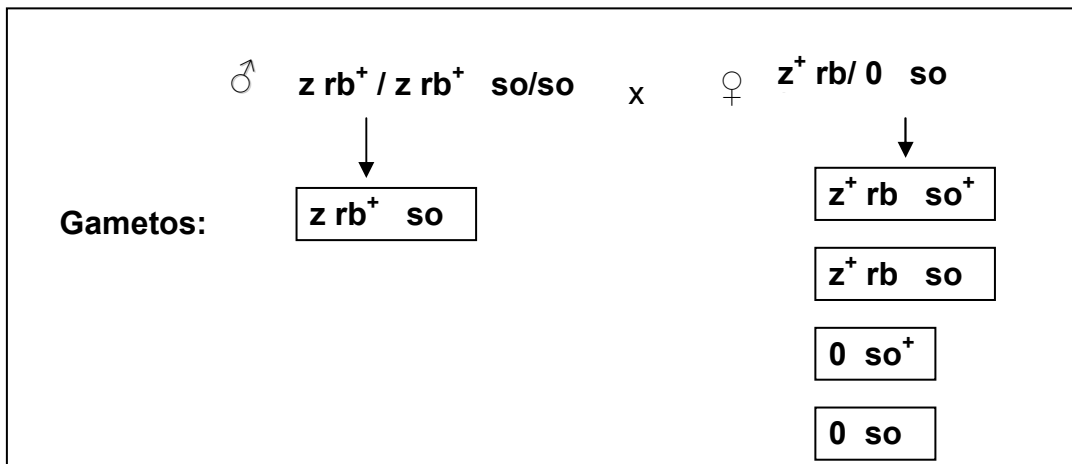 ♂ z rb⁺ / z rb⁺ so/so x ♀ z⁺ rb/ 0 so
Gametos: z rb⁺ so
z⁺ rb so⁺
z⁺ rb so
0 so⁺
0 so